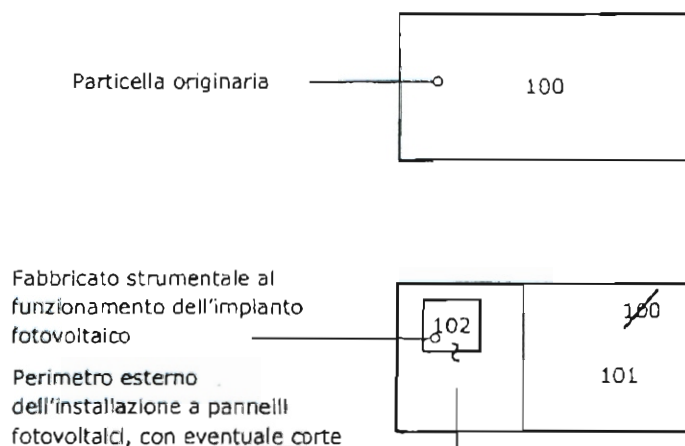 Particella originaria
100
Fabbricato strumentale al
funzionamento dell'impianto
fotovoltaico
102
100
101
Perimetro esterno
dell'installazione a pannelli
fotovoltaici, con eventuale corte